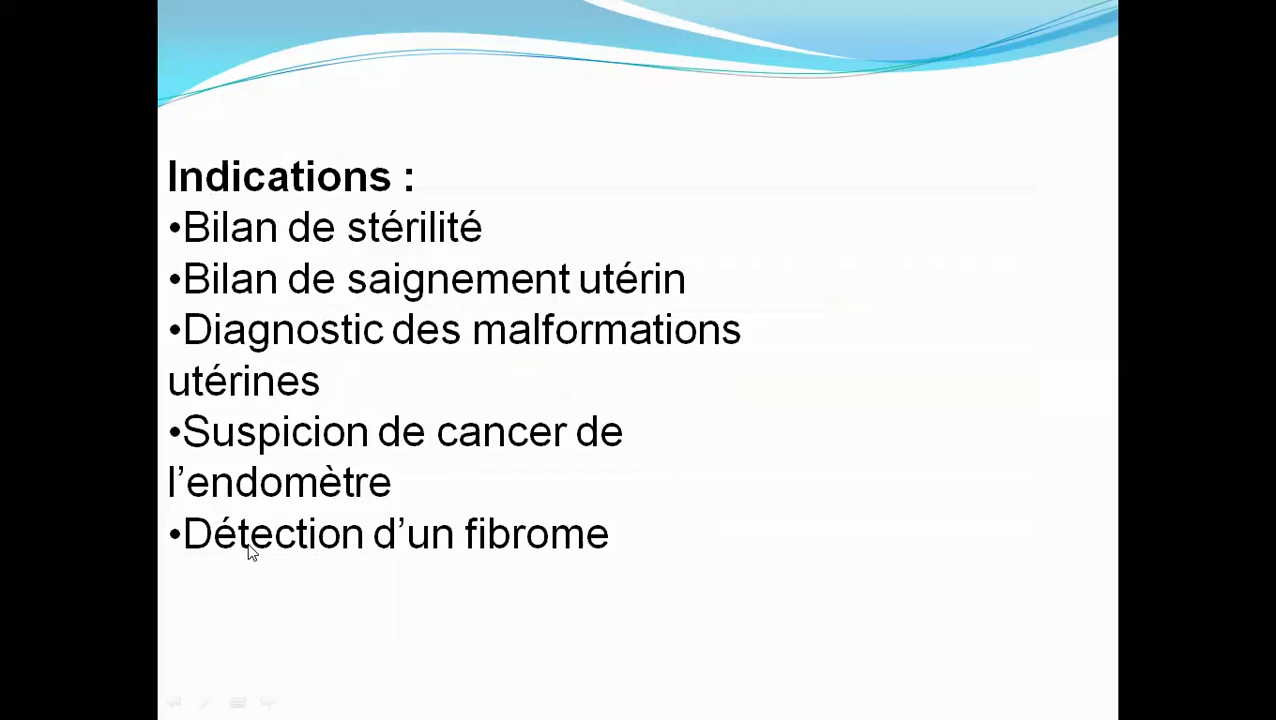 Indications :
•Bilan de stérilité
•Bilan de saignement utérin
•Diagnostic des malformations
utérines
•Suspicion de cancer de
l’endomètre
•Détection d’un fibrome